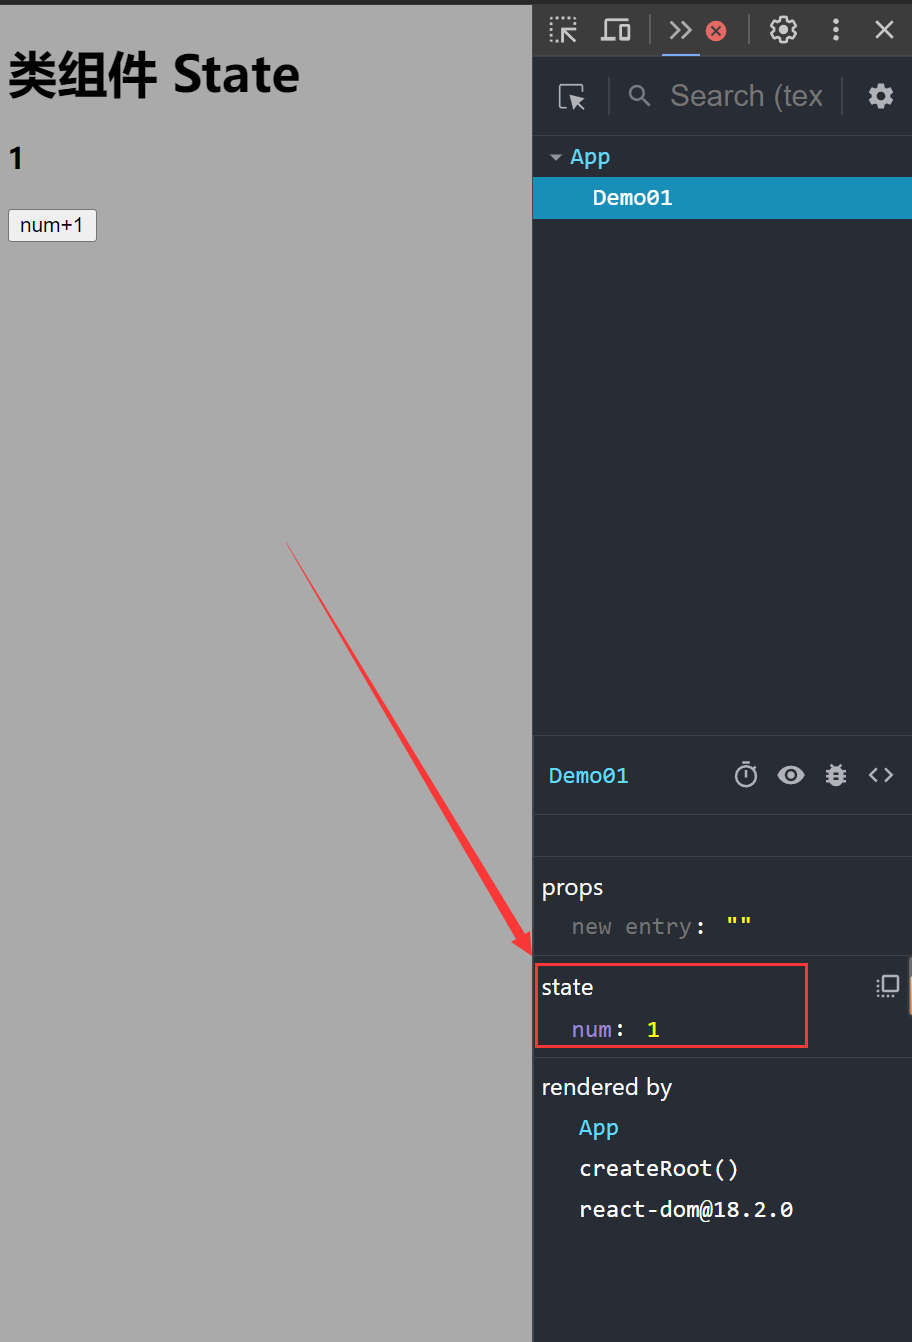 类组件 State
1
num+1
Search (tex
App
Demo01
Demo01
props
new entry: ""
state
num: 1
rendered by
App
createRoot()
react-dom@18.2.0